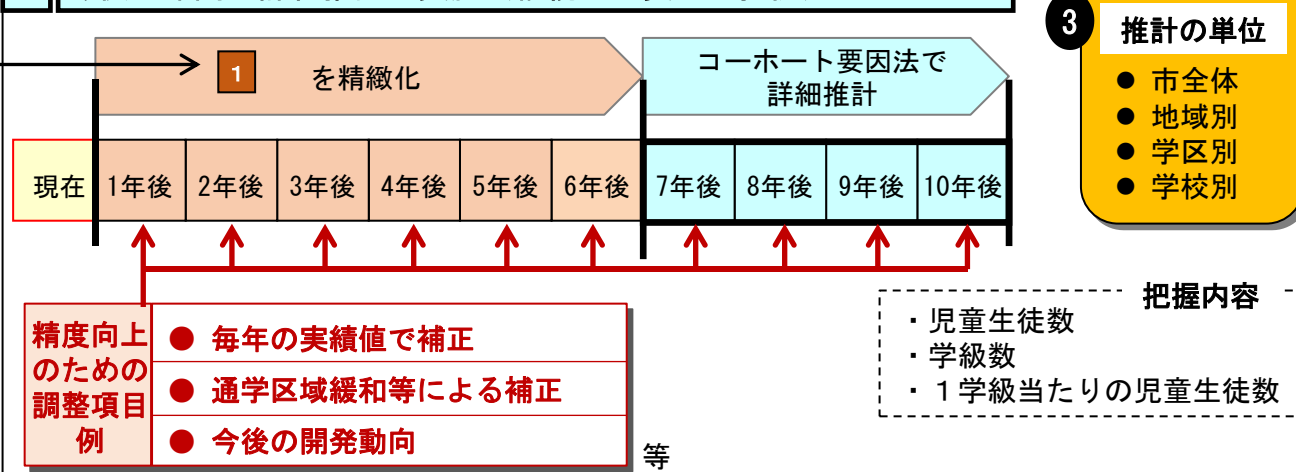 3
推計の単位
● 市全体
● 地域別
● 学区別
● 学校別
1 を精緻化
コーホート要因法で
詳細推計
現在 1年後 2年後 3年後 4年後 5年後 6年後 7年後 8年後 9年後 10年後
精度向上
のための
調整項目
例
● 毎年の実績値で補正
● 通学区域緩和等による補正
● 今後の開発動向
等
把握内容
・児童生徒数
・学級数
・１学級当たりの児童生徒数